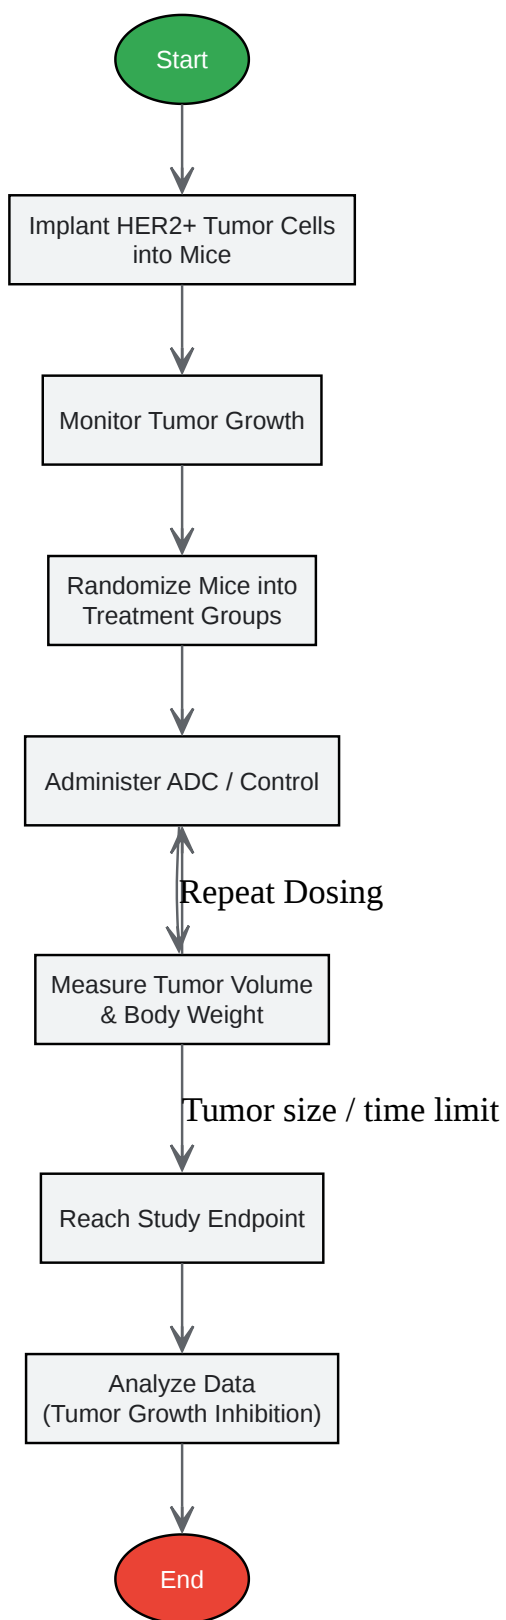 Start
Implant HER2+ Tumor Cells
into Mice
Monitor Tumor Growth
Randomize Mice into
Treatment Groups
Administer ADC / Control
Repeat Dosing
Measure Tumor Volume
& Body Weight
Tumor size / time limit
Reach Study Endpoint
Analyze Data
(Tumor Growth Inhibition)
End